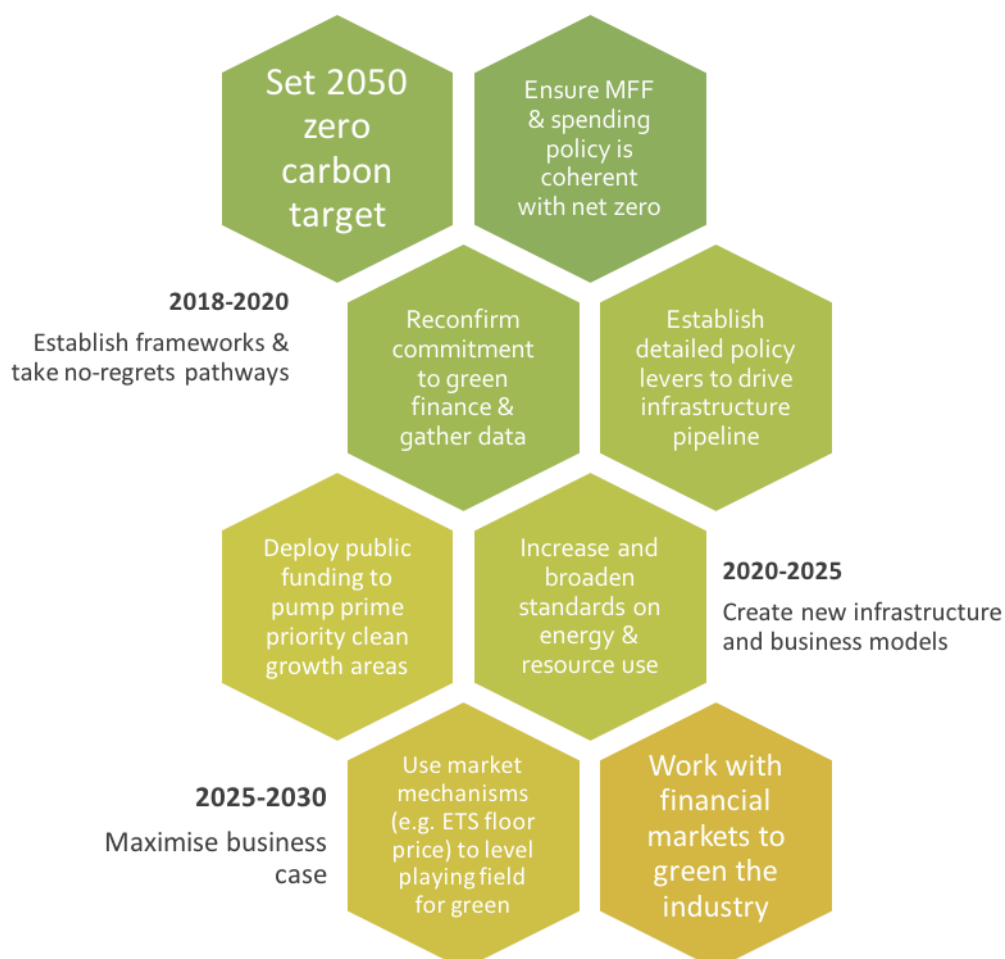 Set 2050
zero
carbon
target
Ensure MFF
& spending
policy is
coherent
with net zero
2018-2020
Establish frameworks &
take no-regrets pathways
Reconfirm
commitment
to green
finance &
gather data
Establish
detailed policy
levers to drive
infrastructure
pipeline
Deploy public
funding to
pump prime
priority clean
growth areas
Increase and
broaden
standards on
energy &
resource use
2020-2025
Create new infrastructure
and business models
2025-2030
Maximise business
case
Use market
mechanisms
(e.g. ETS floor
price) to level
playing field
for green
Work with
financial
markets to
green the
industry